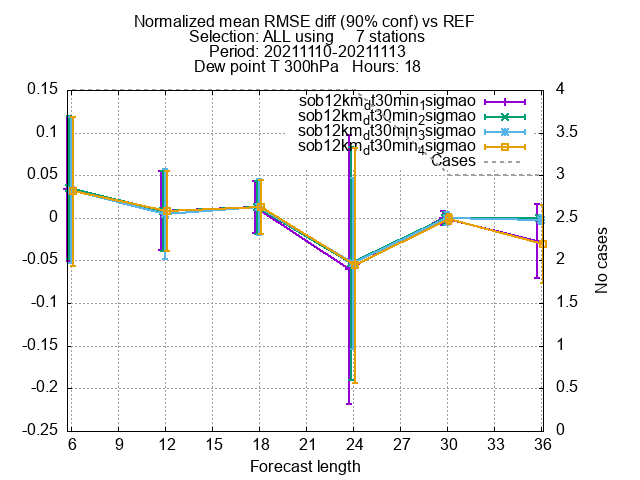 Normalized mean RMSE diff (90% conf) vs REF
Selection: ALL using 7 stations
Period: 20211110-20211113
Dew point T 300hPa Hours: 18
sob12km_dt30min_1sigmao
sob12km_dt30min_2sigmao
sob12km_dt30min_3sigmao
sob12km_dt30min_4sigmao
Cases
0.15 4
0.1 3.5
0.05 3
0 2.5
-0.05 2
-0.1 1.5
-0.15 1
-0.2 0.5
-0.25 0
No cases
6 9 12 15 18 21 24 27 30 33 36
Forecast length